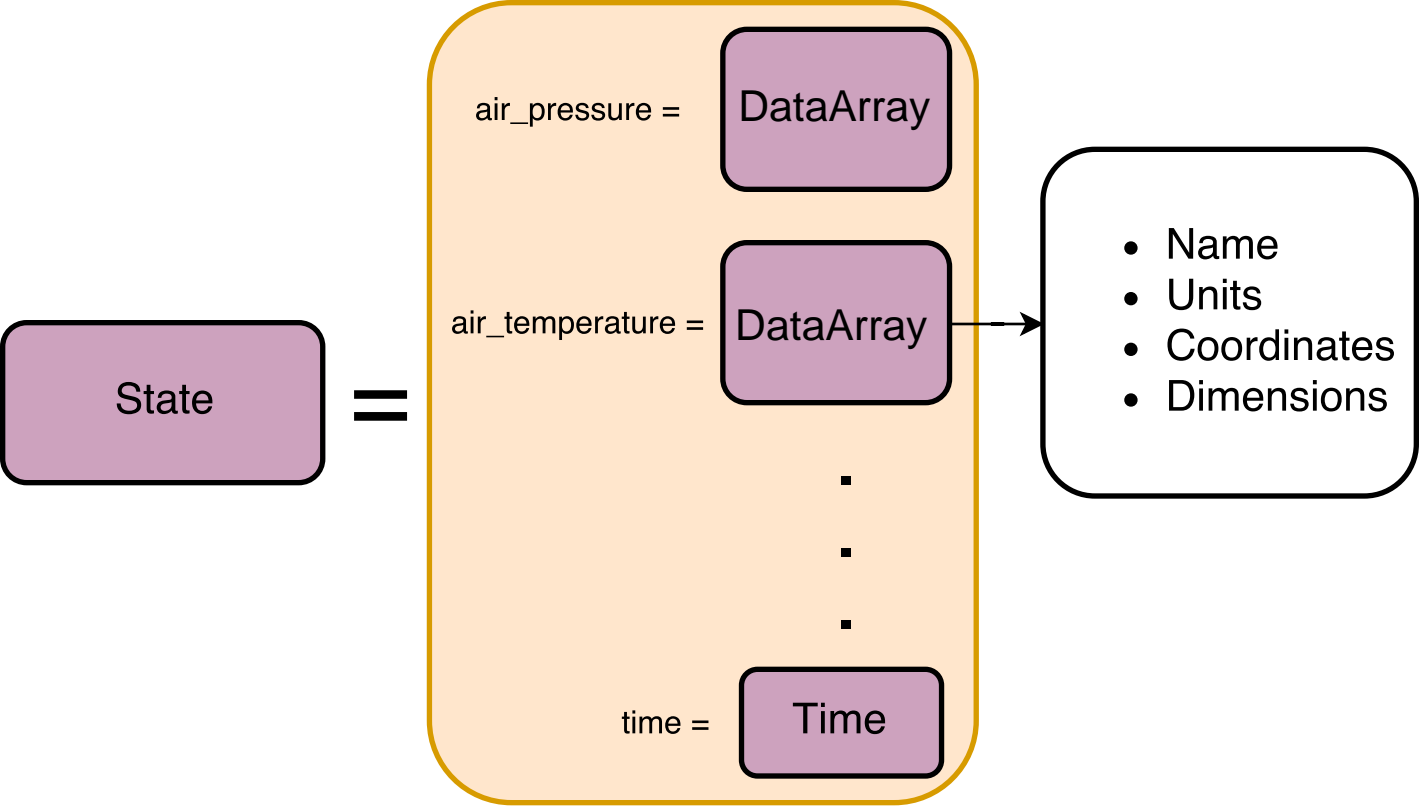 air_pressure =
DataArray
air_temperature =
DataArray
• Name
• Units
• Coordinates
• Dimensions
State
=
.
.
.
time =
Time